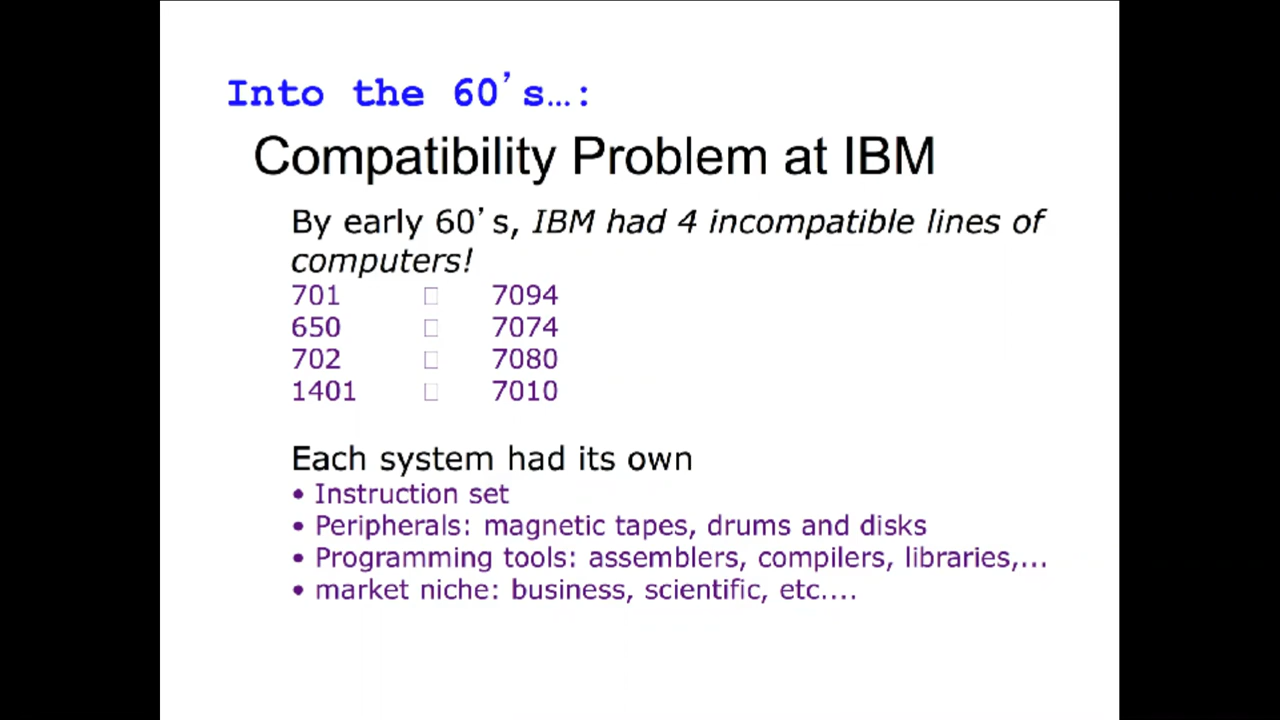 Into the 60's…:
Compatibility Problem at IBM
By early 60's, IBM had 4 incompatible lines of
computers!
701 □ 7094
650 □ 7074
702 □ 7080
1401 □ 7010
Each system had its own
• Instruction set
• Peripherals: magnetic tapes, drums and disks
• Programming tools: assemblers, compilers, libraries,...
• market niche: business, scientific, etc....